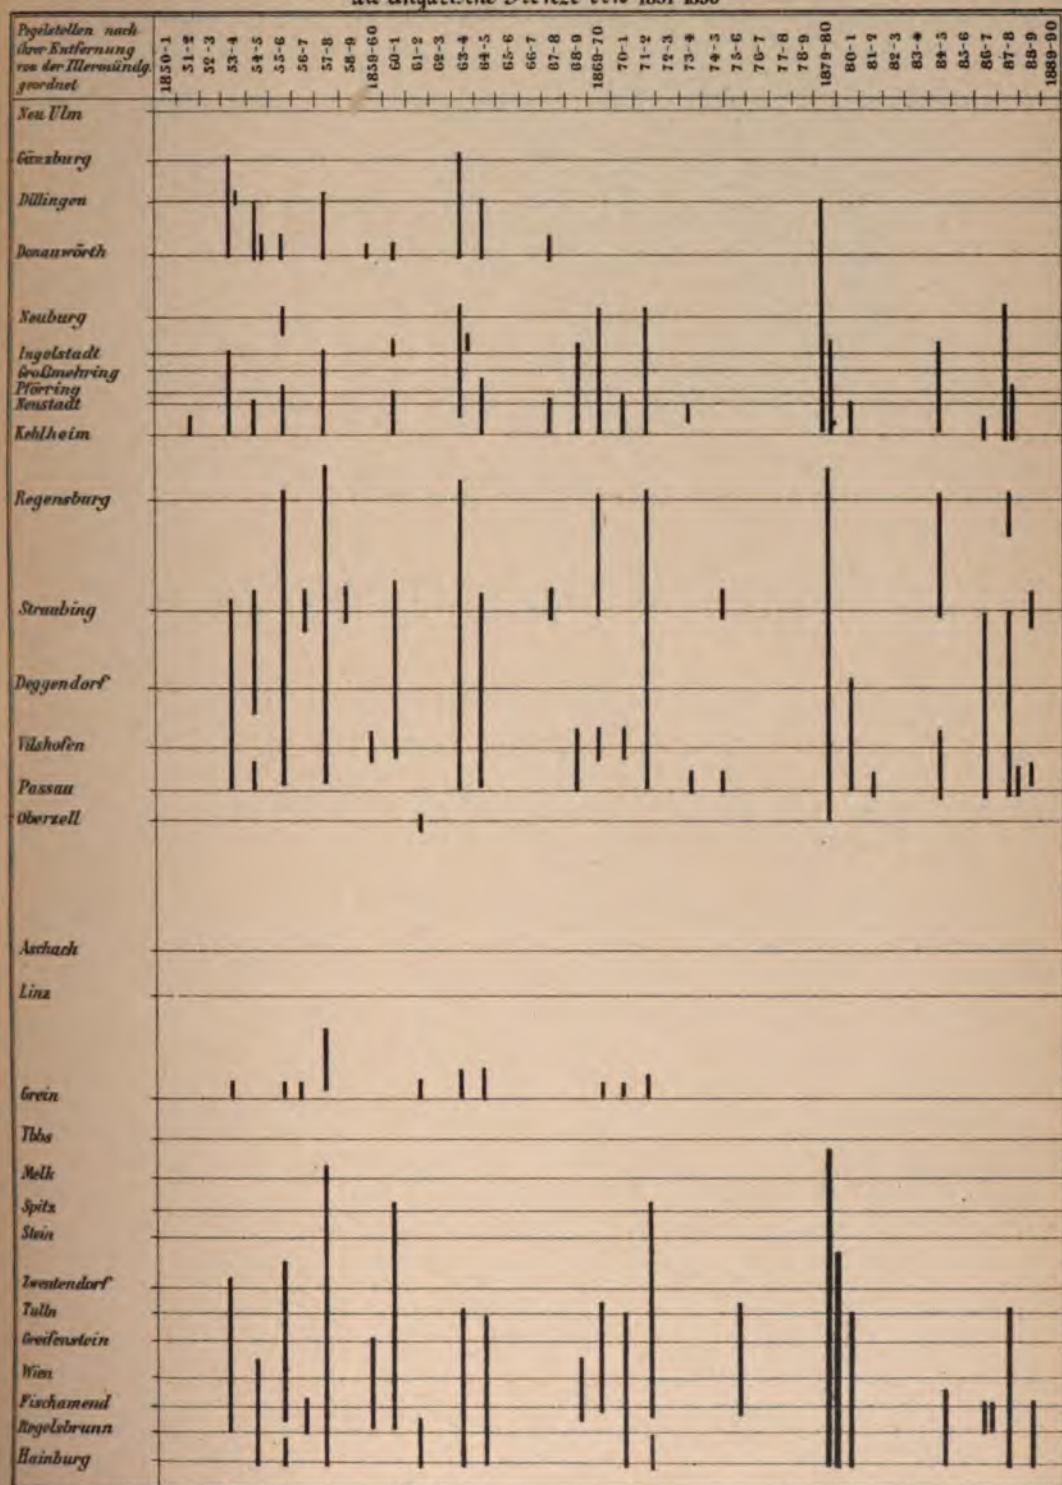 die ungarische Grenze von 1851-1890
Pegelstellen nach
ihrer Entfernung
von der Illermündg.
geordnet
1850-1
51-2
52-3
53-4
54-5
55-6
56-7
57-8
58-9
1859-60
60-1
61-2
62-3
63-4
64-5
65-6
66-7
67-8
68-9
1869-70
70-1
71-2
72-3
73-4
74-5
75-6
76-7
77-8
78-9
1879-80
80-1
81-2
82-3
83-4
84-5
85-6
86-7
87-8
88-9
1889-90
Neu Ulm
Günzburg
Dillingen
Donauwörth
Neuburg
Ingolstadt
Großmehring
Pförring
Neustadt
Kehlheim
Regensburg
Straubing
Deggendorf
Vilshofen
Passau
Oberzell
Aschach
Linz
Grein
Ybbs
Melk
Spitz
Stein
Zwentendorf
Tulln
Greifenstein
Wien
Fischamend
Regelsbrunn
Hainburg